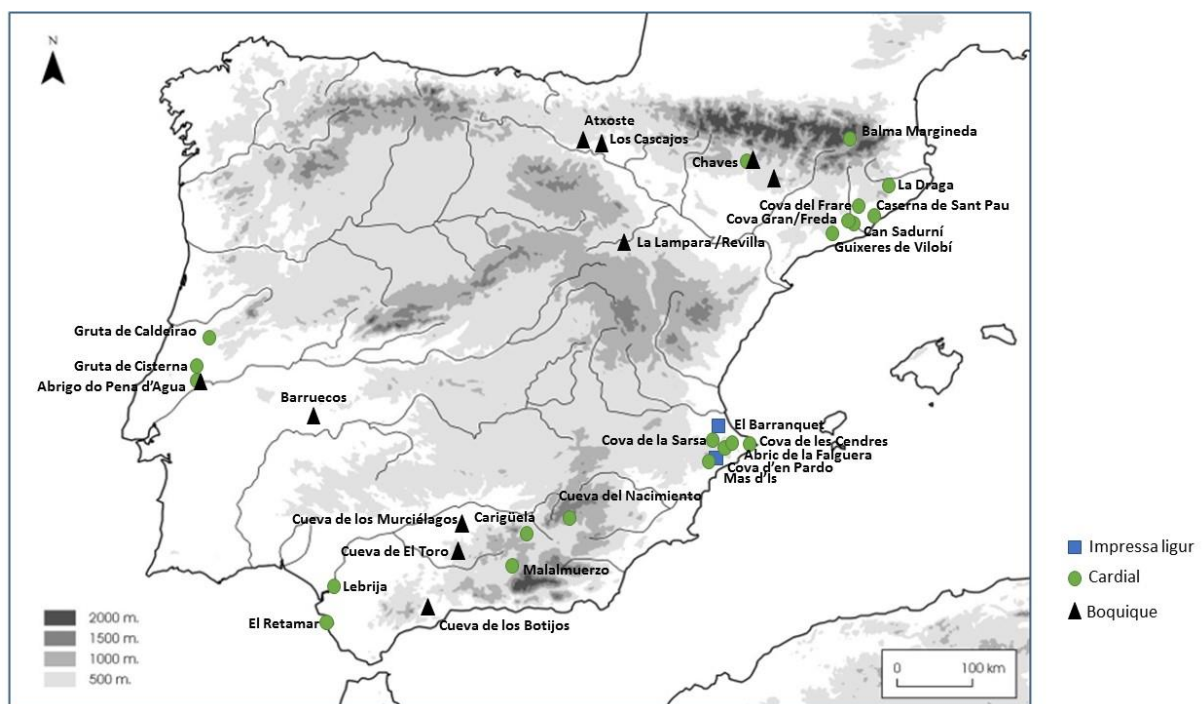 N
Atxoste
Los Cascajos
Balma Margineda
Chaves
La Draga
Cova del Frare
Caserna de Sant Pau
Cova Gran/Freda
Can Sadurní
Guixeres de Vilobí
La Lampara /Revilla
Gruta de Caldeirao
Gruta de Cisterna
Abrigo do Pena d'Agua
Barruecos
El Barranquet
Cova de la Sarsa
Cova de les Cendres
Abric de la Falguera
Cova d'en Pardo
Mas d'Is
Cueva del Nacimiento
Cueva de los Murciélagos
Carigüela
Cueva de El Toro
Malalmuerzo
Lebrija
El Retamar
Cueva de los Botijos
Impressa ligur
Cardial
Boquique
2000 m.
1500 m.
1000 m.
500 m.
0 100 km